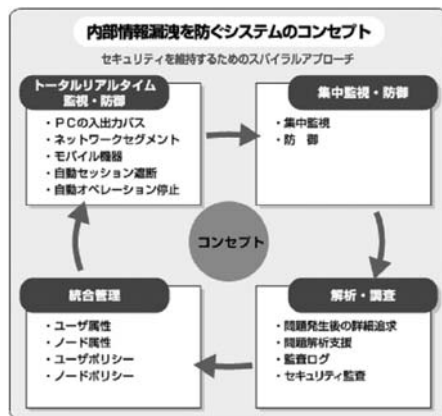 内部情報漏洩を防ぐシステムのコンセプト
セキュリティを維持するためのスパイラルアプローチ
トータルリアルタイム
監視・防御
・PCの入出力バス
・ネットワークセグメント
・モバイル機器
・自動セッション遮断
・自動オペレーション停止
集中監視・防御
・集中監視
・防 御
コンセプト
統合管理
・ユーザ属性
・ノード属性
・ユーザポリシー
・ノードポリシー
解析・調査
・問題発生後の詳細追求
・問題解析支援
・監査ログ
・セキュリティ監査